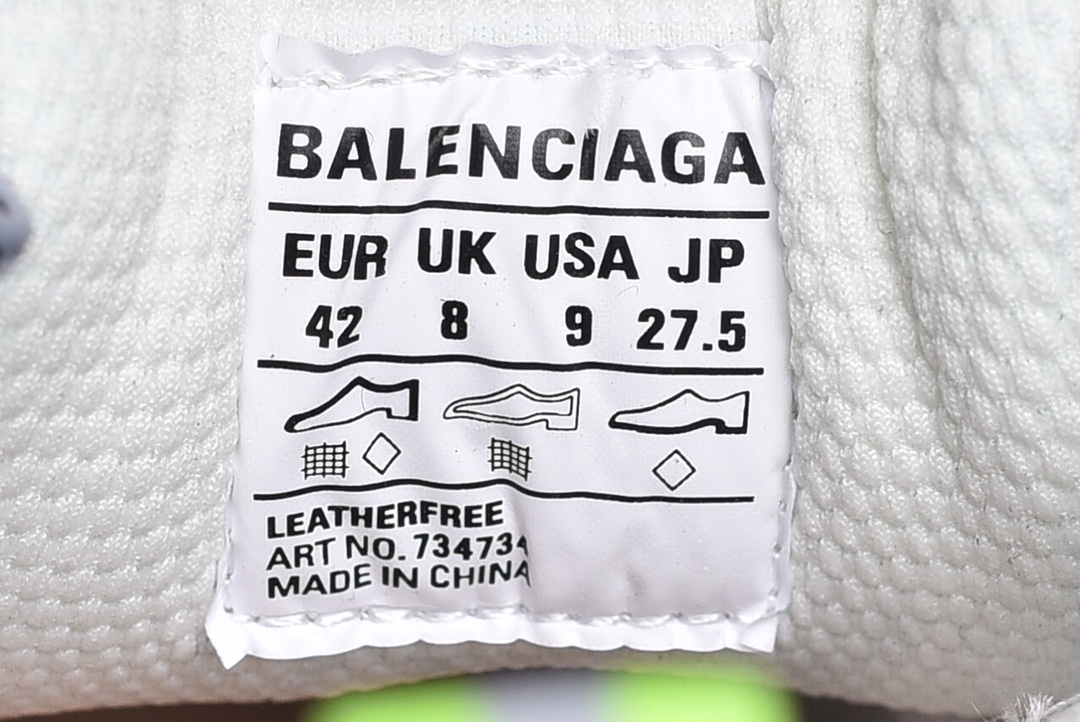 BALENCIAGA
EUR UK USA JP
42 8 9 27.5
LEATHERFREE
ART NO. 734734
MADE IN CHINA